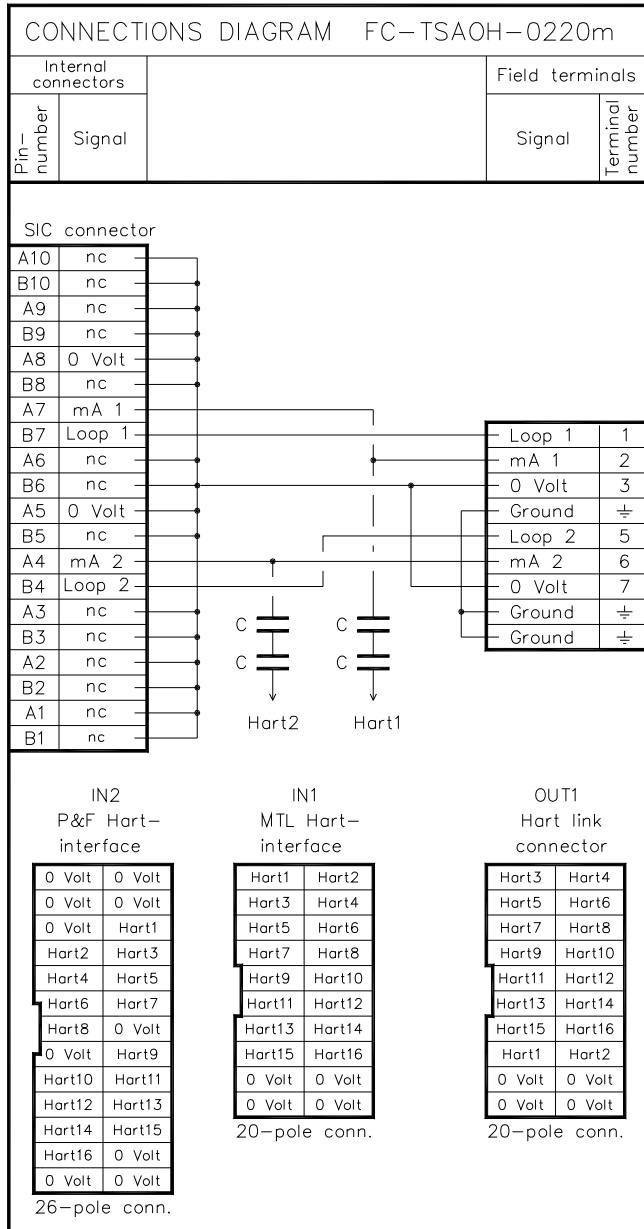 CONNECTIONS DIAGRAM FC-TSAOH-0220m
Internal connectors
Field terminals
Pin-number
Signal
Signal
Terminal number
SIC connector
A10 nc
B10 nc
A9 nc
B9 nc
A8 0 Volt
B8 nc
A7 mA 1
B7 Loop 1
A6 nc
B6 nc
A5 0 Volt
B5 nc
A4 mA 2
B4 Loop 2
A3 nc
B3 nc
A2 nc
B2 nc
A1 nc
B1 nc
Loop 1 1
mA 1 2
0 Volt 3
Ground ⏚
Loop 2 5
mA 2 6
0 Volt 7
Ground ⏚
Ground ⏚
C C
C C
Hart2 Hart1
IN2
P&F Hart-
interface
0 Volt 0 Volt
0 Volt 0 Volt
0 Volt Hart1
Hart2 Hart3
Hart4 Hart5
Hart6 Hart7
Hart8 0 Volt
0 Volt Hart9
Hart10 Hart11
Hart12 Hart13
Hart14 Hart15
Hart16 0 Volt
0 Volt 0 Volt
26-pole conn.
IN1
MTL Hart-
interface
Hart1 Hart2
Hart3 Hart4
Hart5 Hart6
Hart7 Hart8
Hart9 Hart10
Hart11 Hart12
Hart13 Hart14
Hart15 Hart16
0 Volt 0 Volt
0 Volt 0 Volt
20-pole conn.
OUT1
Hart link
connector
Hart3 Hart4
Hart5 Hart6
Hart7 Hart8
Hart9 Hart10
Hart11 Hart12
Hart13 Hart14
Hart15 Hart16
Hart1 Hart2
0 Volt 0 Volt
0 Volt 0 Volt
20-pole conn.